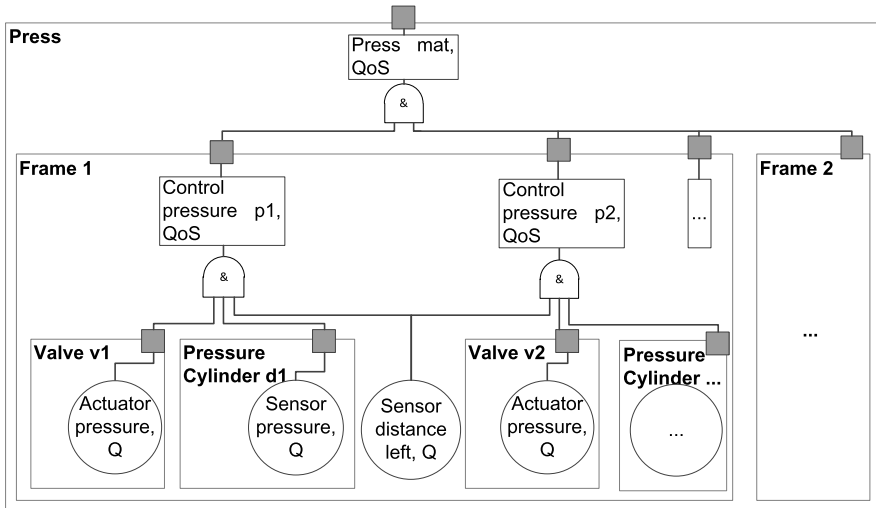 Press
Press mat,
QoS
&
Frame 1
Frame 2
Control
pressure p1,
QoS
Control
pressure p2,
QoS
...
&
&
...
Valve v1
Pressure
Cylinder d1
Valve v2
Pressure
Cylinder ...
Actuator
pressure,
Q
Sensor
pressure,
Q
Sensor
distance
left, Q
Actuator
pressure,
Q
...